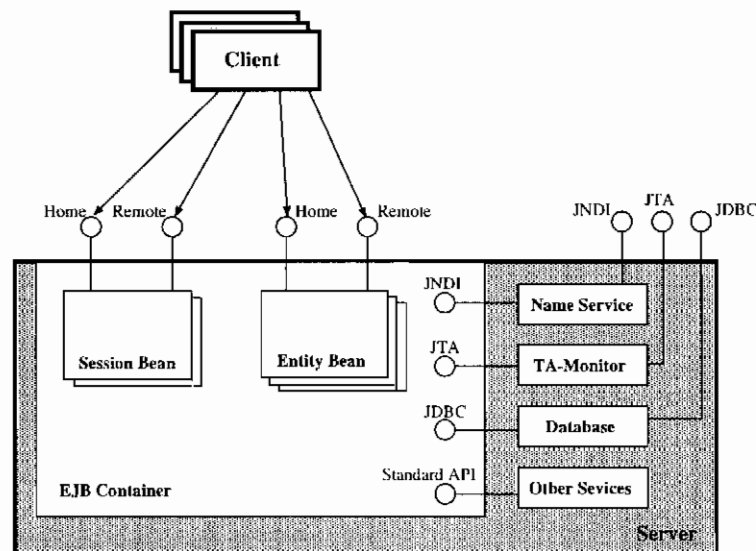 Client
Home
Remote
Home
Remote
JNDI
JTA
JDBC
JNDI
Name Service
Session Bean
Entity Bean
JTA
TA-Monitor
JDBC
Database
EJB Container
Standard API
Other Sevices
Server